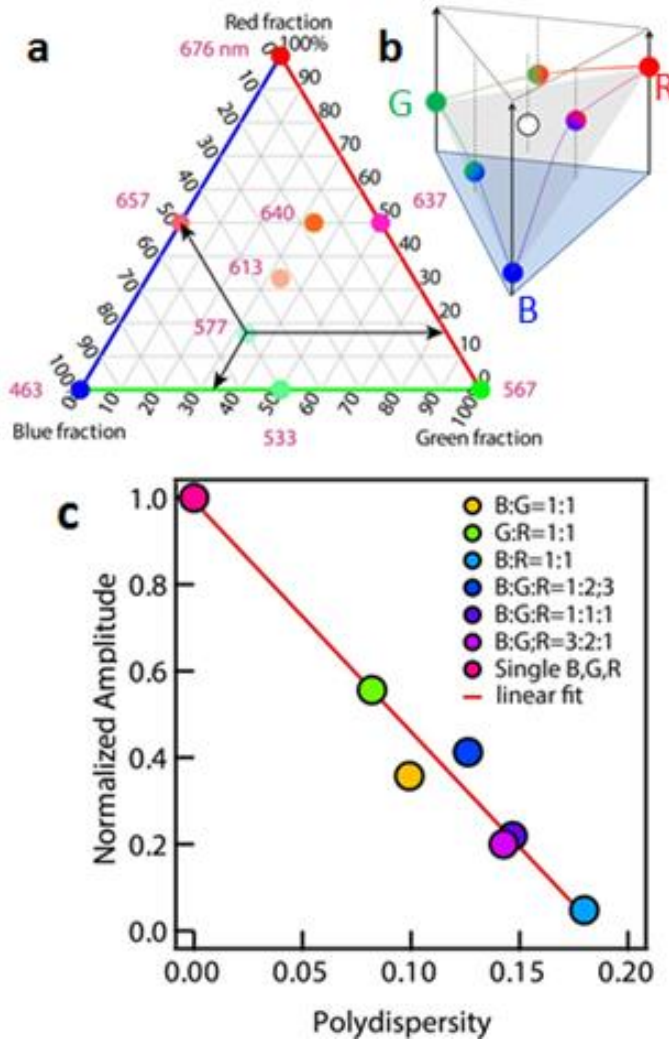 a
Red fraction
676 nm
100%
0
10
20
30
40
50
60
70
80
90
100
90
80
70
60
50
40
30
20
10
0
657
640
637
613
577
463
567
0
10
20
30
40
50
60
70
80
90
100
Blue fraction
Green fraction
533
b
G
R
B
c
1.0
0.8
0.6
0.4
0.2
0.0
Normalized Amplitude
B:G=1:1
G:R=1:1
B:R=1:1
B:G:R=1:2;3
B:G:R=1:1:1
B:G;R=3:2:1
Single B,G,R
linear fit
0.00
0.05
0.10
0.15
0.20
Polydispersity